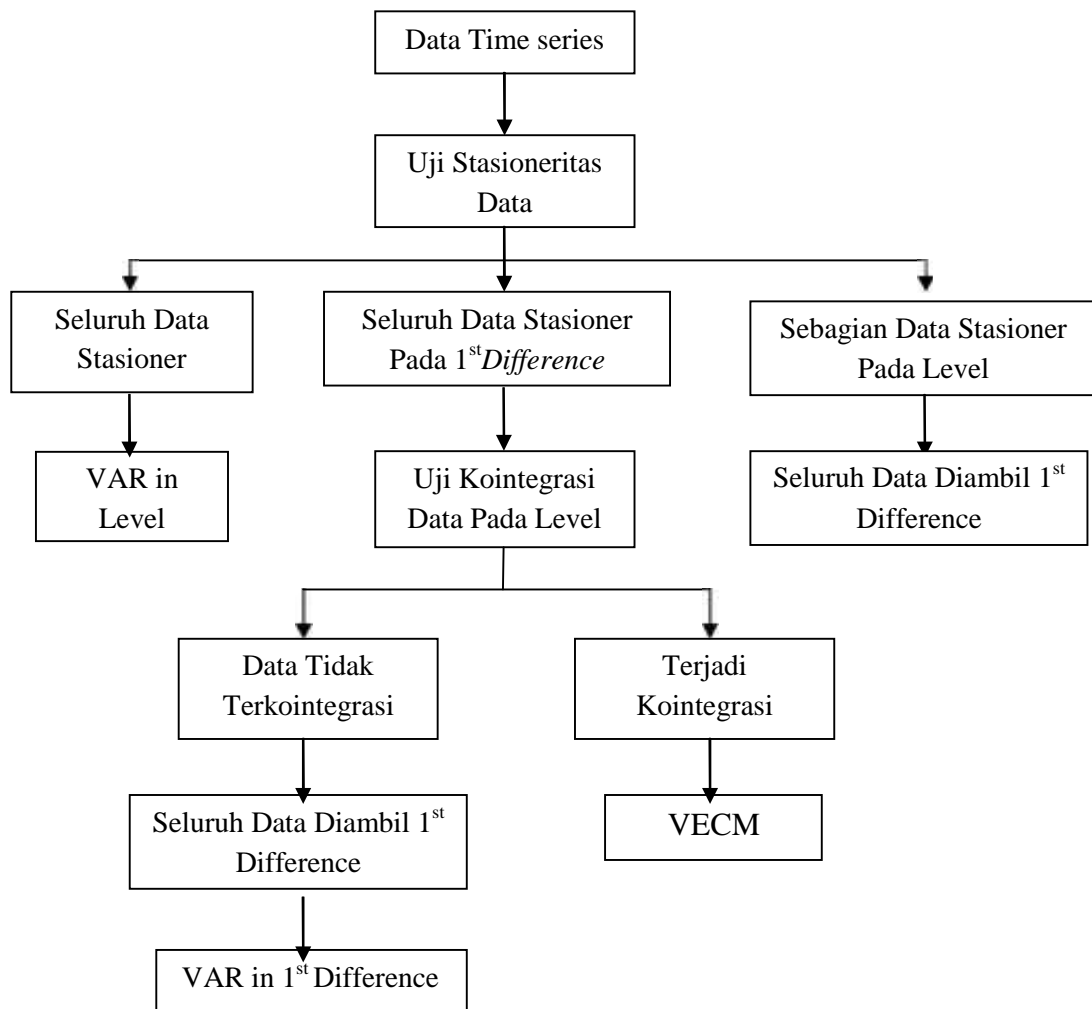 Data Time series
Uji Stasioneritas
Data
Seluruh Data
Stasioner
Seluruh Data Stasioner
Pada 1st Difference
Sebagian Data Stasioner
Pada Level
VAR in
Level
Uji Kointegrasi
Data Pada Level
Seluruh Data Diambil 1st
Difference
Data Tidak
Terkointegrasi
Terjadi
Kointegrasi
Seluruh Data Diambil 1st
Difference
VECM
VAR in 1st Difference